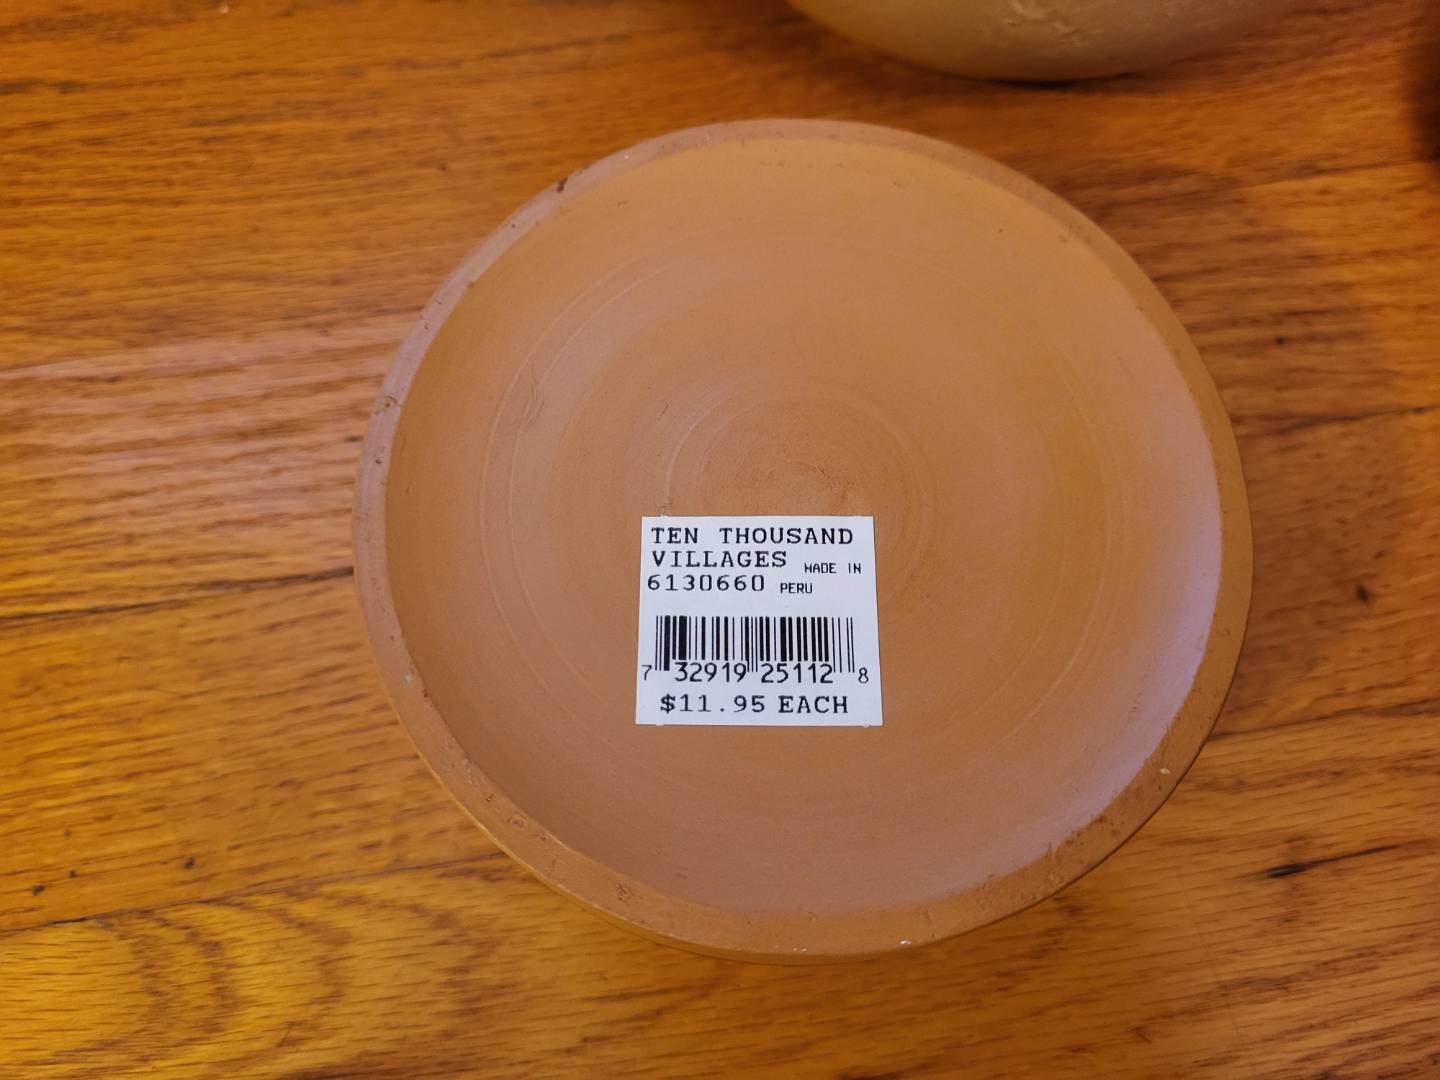 TEN THOUSAND
VILLAGES MADE IN
6130660 PERU
7 32919 25112 8
$11.95 EACH